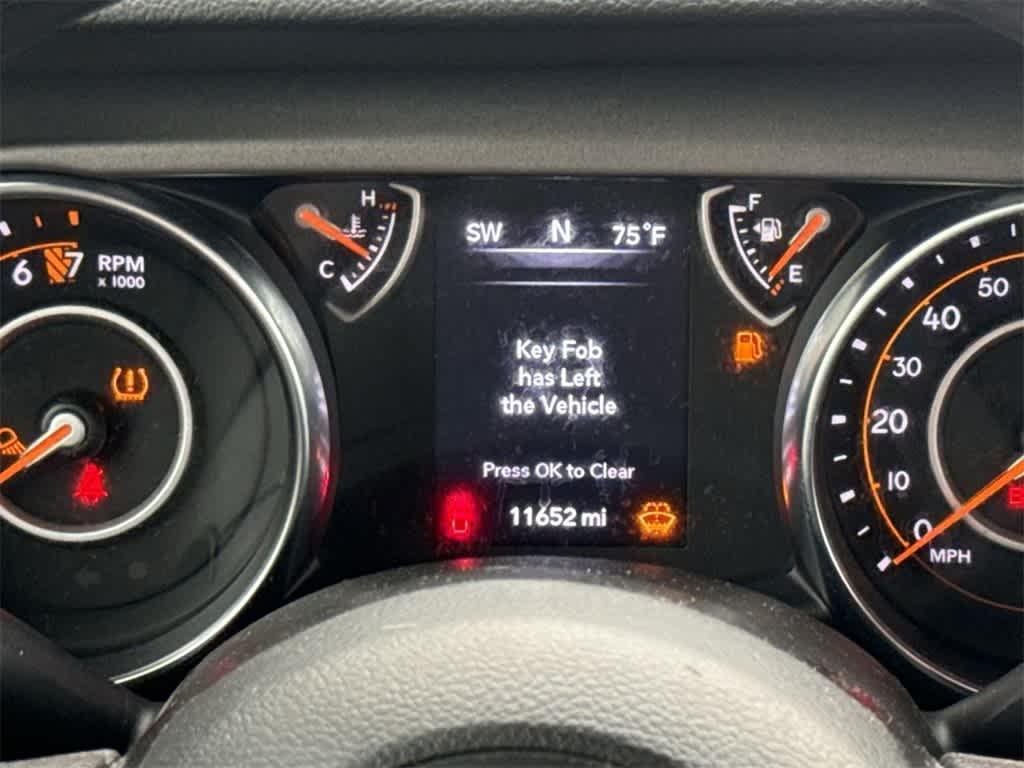 H
F
SW N 75°F
6 7 RPM
x 1000
C
E
50
40
30
20
10
0
MPH
Key Fob
has Left
the Vehicle
Press OK to Clear
11652 mi